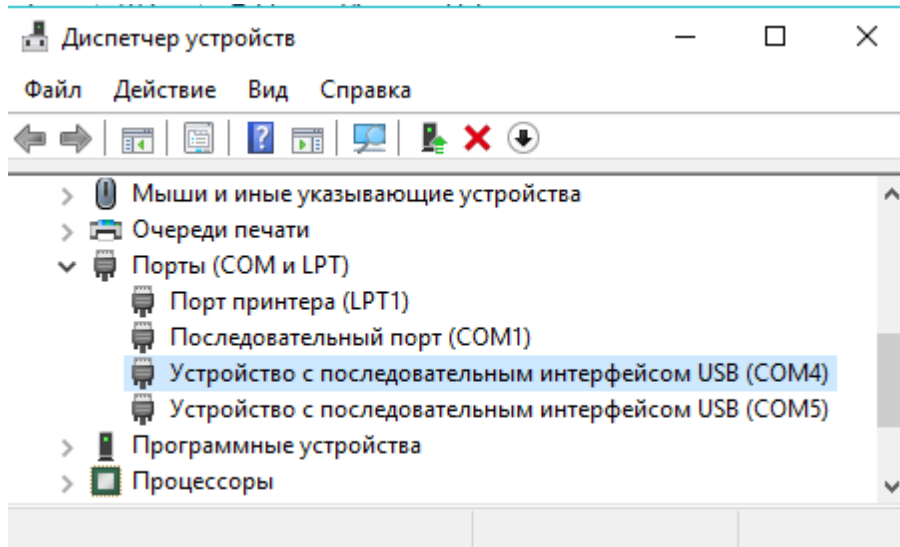 Диспетчер устройств
Файл Действие Вид Справка
Мыши и иные указывающие устройства
Очереди печати
Порты (COM и LPT)
Порт принтера (LPT1)
Последовательный порт (COM1)
Устройство с последовательным интерфейсом USB (COM4)
Устройство с последовательным интерфейсом USB (COM5)
Программные устройства
Процессоры